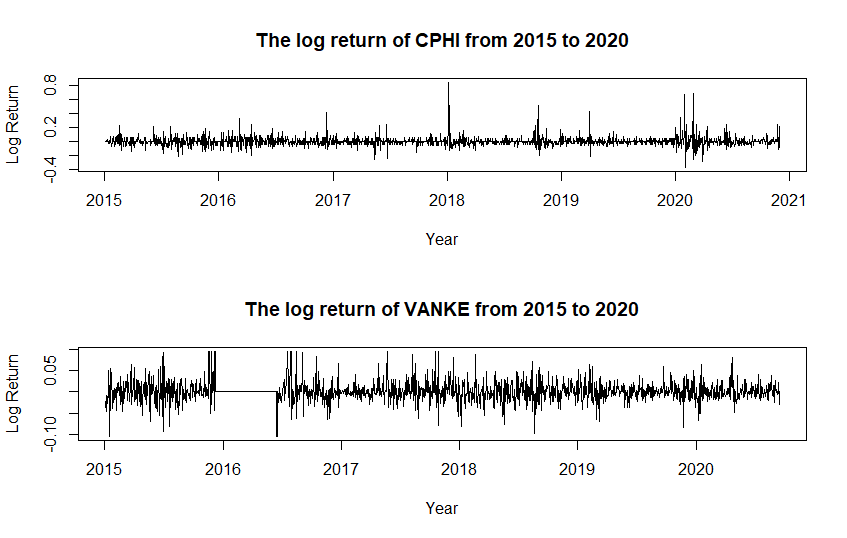 The log return of CPHI from 2015 to 2020
Log Return
0.8
0.2
-0.4
2015 2016 2017 2018 2019 2020 2021
Year
The log return of VANKE from 2015 to 2020
Log Return
0.05
-0.10
2015 2016 2017 2018 2019 2020
Year